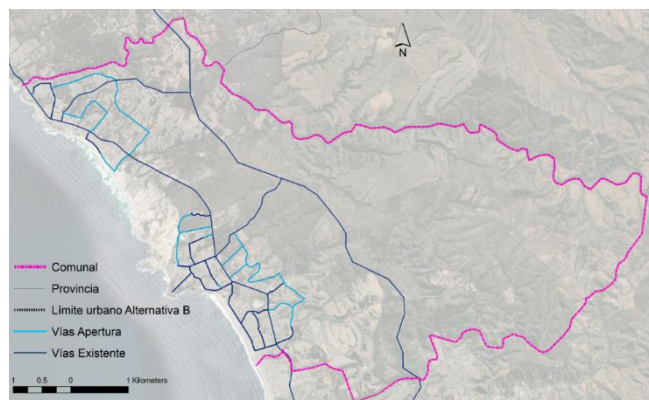 N
Comunal
Provincia
Límite urbano Alternativa B
Vías Apertura
Vías Existente
1 0.5 0 1 Kilometers